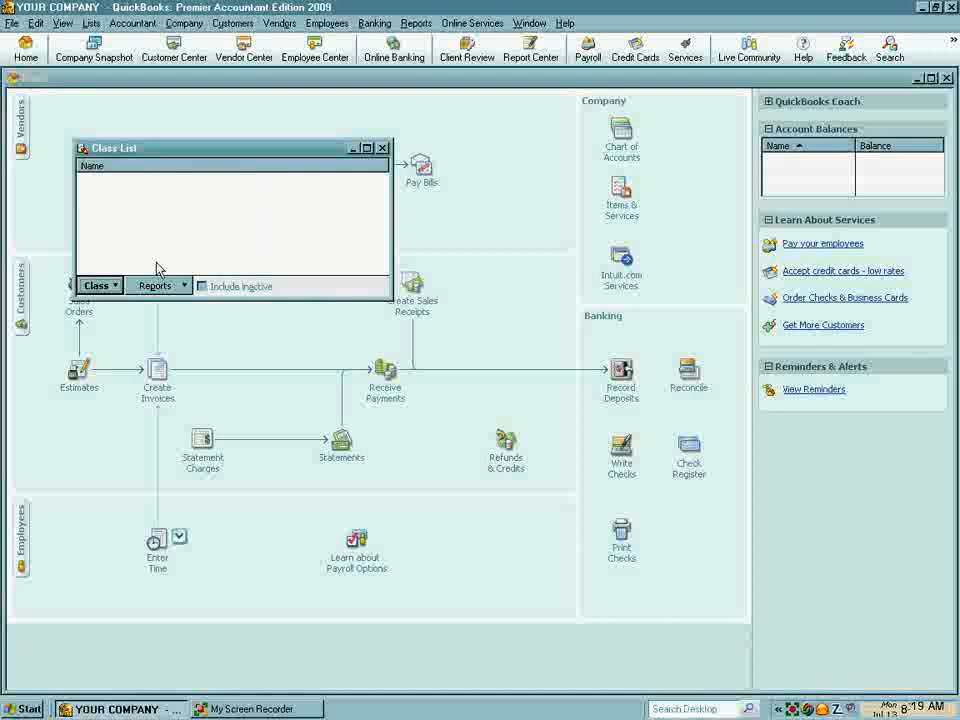 YOUR COMPANY - QuickBooks: Premier Accountant Edition 2009
File Edit View Lists Accountant Company Customers Vendors Employees Banking Reports Online Services Window Help
Home Company Snapshot Customer Center Vendor Center Employee Center Online Banking Client Review Report Center Payroll Credit Cards Services Live Community Help Feedback Search »
Vendors
Class List
Name
Pay Bills
Class Reports Include inactive
Customers
Sales
Orders
Create Sales
Receipts
Estimates
Create
Invoices
Receive
Payments
Statement
Charges
Statements
Refunds
& Credits
Employees
Enter
Time
Learn about
Payroll Options
Company
Chart of
Accounts
Items &
Services
Intuit.com
Services
Banking
Record
Deposits
Reconcile
Write
Checks
Check
Register
Print
Checks
QuickBooks Coach
Account Balances
Name Balance
Learn About Services
Pay your employees
Accept credit cards - low rates
Order Checks & Business Cards
Get More Customers
Reminders & Alerts
View Reminders
Start YOUR COMPANY - ... My Screen Recorder Search Desktop « Mon 8:19 AM
Jul 13